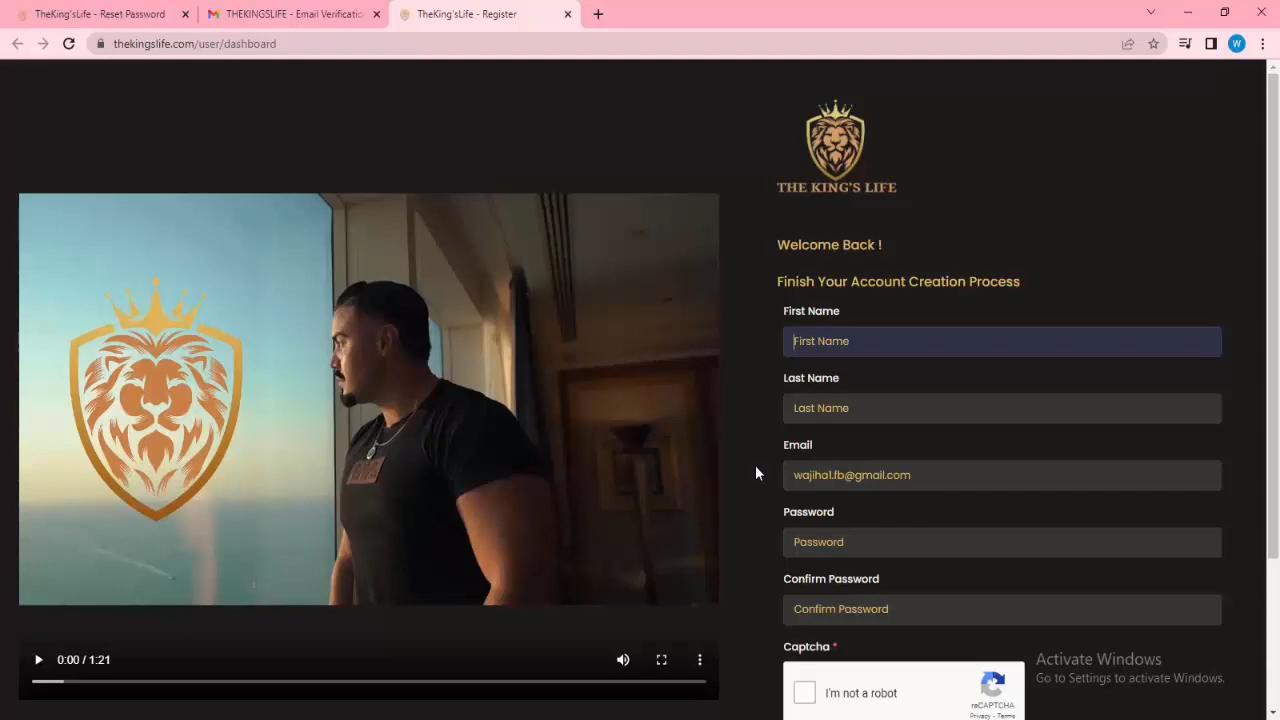 TheKing'sLife - Reset Password
THEKINGSLIFE - Email Verificatio
TheKing'sLife - Register
thekingslife.com/user/dashboard
W
THE KING'S LIFE
Welcome Back !
Finish Your Account Creation Process
First Name
First Name
Last Name
Last Name
Email
wajiha1.fb@gmail.com
Password
Password
Confirm Password
Confirm Password
0:00 / 1:21
Captcha *
I'm not a robot
reCAPTCHA
Privacy - Terms
Activate Windows
Go to Settings to activate Windows.